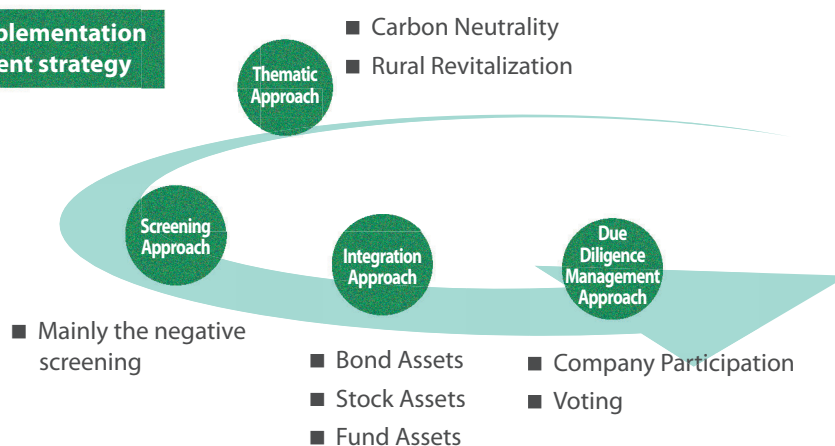 plementation
ent strategy
■ Carbon Neutrality
■ Rural Revitalization
Thematic
Approach
Screening
Approach
Integration
Approach
Due
Diligence
Management
Approach
■ Mainly the negative
screening
■ Bond Assets
■ Stock Assets
■ Fund Assets
■ Company Participation
■ Voting